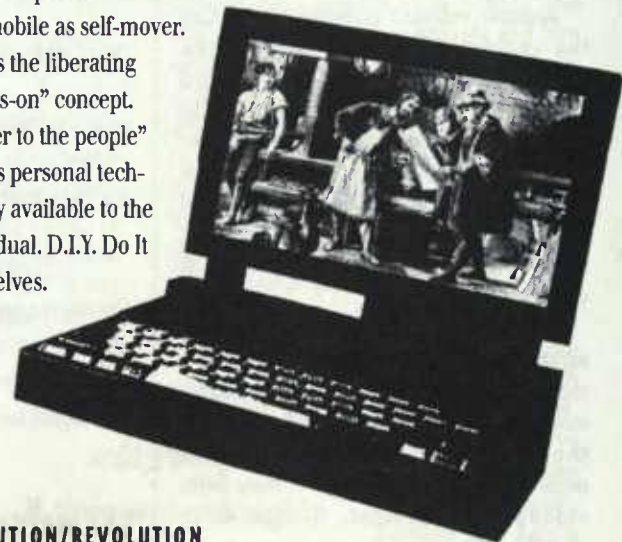 mobile as self-mover.
s the liberating
s-on” concept.
er to the people”
s personal tech-
y available to the
dual. D.I.Y. Do It
elves.
UTION/REVOLUTION